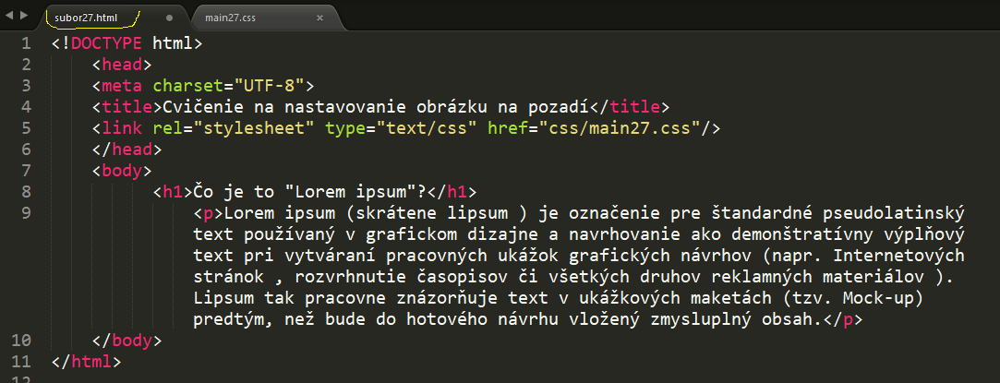 subor27.html main27.css ×
1 <!DOCTYPE html>
2 <head>
3 <meta charset="UTF-8">
4 <title>Cvičenie na nastavovanie obrázku na pozadí</title>
5 <link rel="stylesheet" type="text/css" href="css/main27.css"/>
6 </head>
7 <body>
8 <h1>Čo je to "Lorem ipsum"?</h1>
9 <p>Lorem ipsum (skrátene lipsum ) je označenie pre štandardné pseudolatinský
text používaný v grafickom dizajne a navrhovanie ako demonštratívny výplňový
text pri vytváraní pracovných ukážok grafických návrhov (napr. Internetových
stránok , rozvrhnutie časopisov či všetkých druhov reklamných materiálov ).
Lipsum tak pracovne znázorňuje text v ukážkových maketách (tzv. Mock-up)
predtým, než bude do hotového návrhu vložený zmysluplný obsah.</p>
10 </body>
11 </html>
12